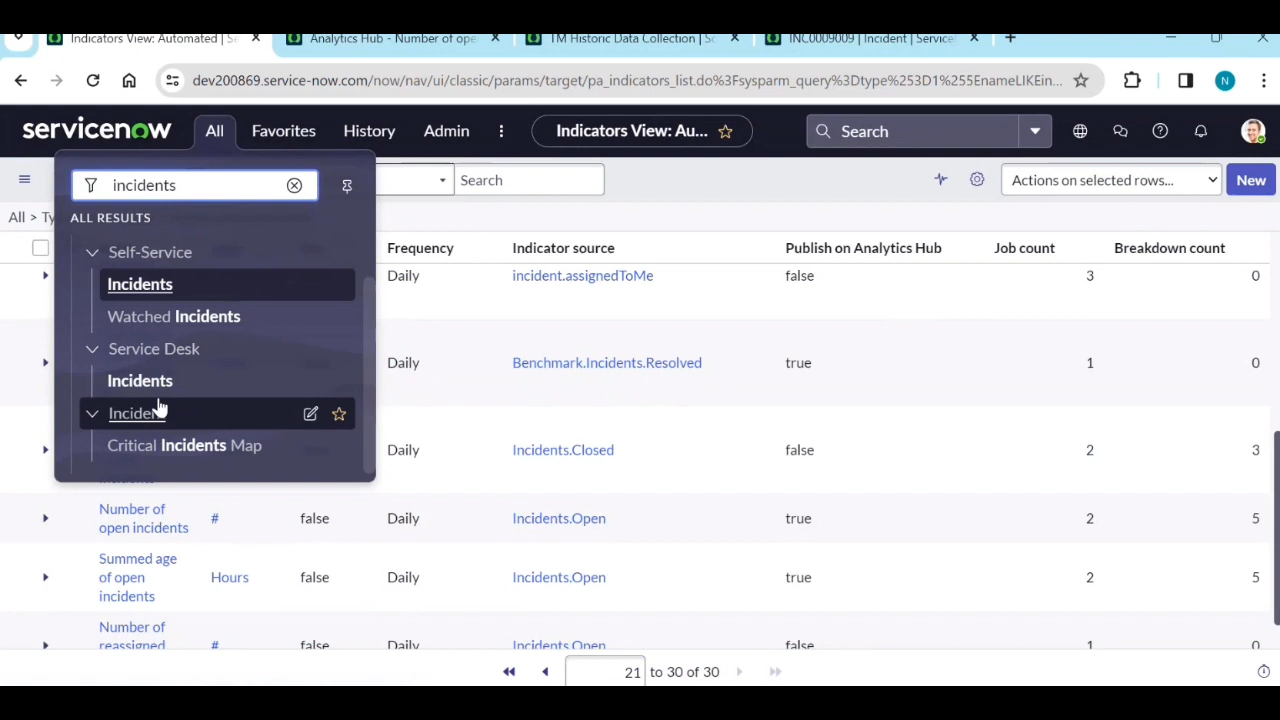 Indicators View: Automated | Se
Analytics Hub - Number of ope
TM Historic Data Collection | Sc
INC0009009 | Incident | Service
dev200869.service-now.com/now/nav/ui/classic/params/target/pa_indicators_list.do%3Fsysparm_query%3Dtype%253D1%255EnameLIKEin...
N
servicenow
All
Favorites
History
Admin
Indicators View: Au...
Search
incidents
Search
Actions on selected rows...
New
ALL RESULTS
All > Ty
Self-Service
Incidents
Watched Incidents
Service Desk
Incidents
Inciden
Critical Incidents Map
Frequency
Indicator source
Publish on Analytics Hub
Job count
Breakdown count
Daily
incident.assignedToMe
false
3
0
Daily
Benchmark.Incidents.Resolved
true
1
0
Daily
Incidents.Closed
false
2
3
incidents
Number of
open incidents
#
false
Daily
Incidents.Open
true
2
5
Summed age
of open
incidents
Hours
false
Daily
Incidents.Open
true
2
5
Number of
reassigned
#
false
Daily
Incidents.Open
false
1
0
21 to 30 of 30